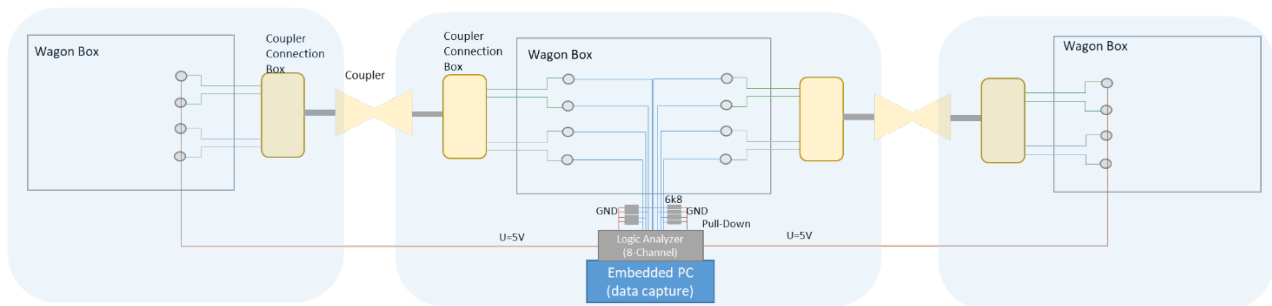 Wagon Box
Coupler
Connection
Box
Coupler
Coupler
Connection
Box
Wagon Box
Wagon Box
6k8
GND
GND
Pull-Down
U=5V
Logic Analyzer
(8-Channel)
U=5V
Embedded PC
(data capture)